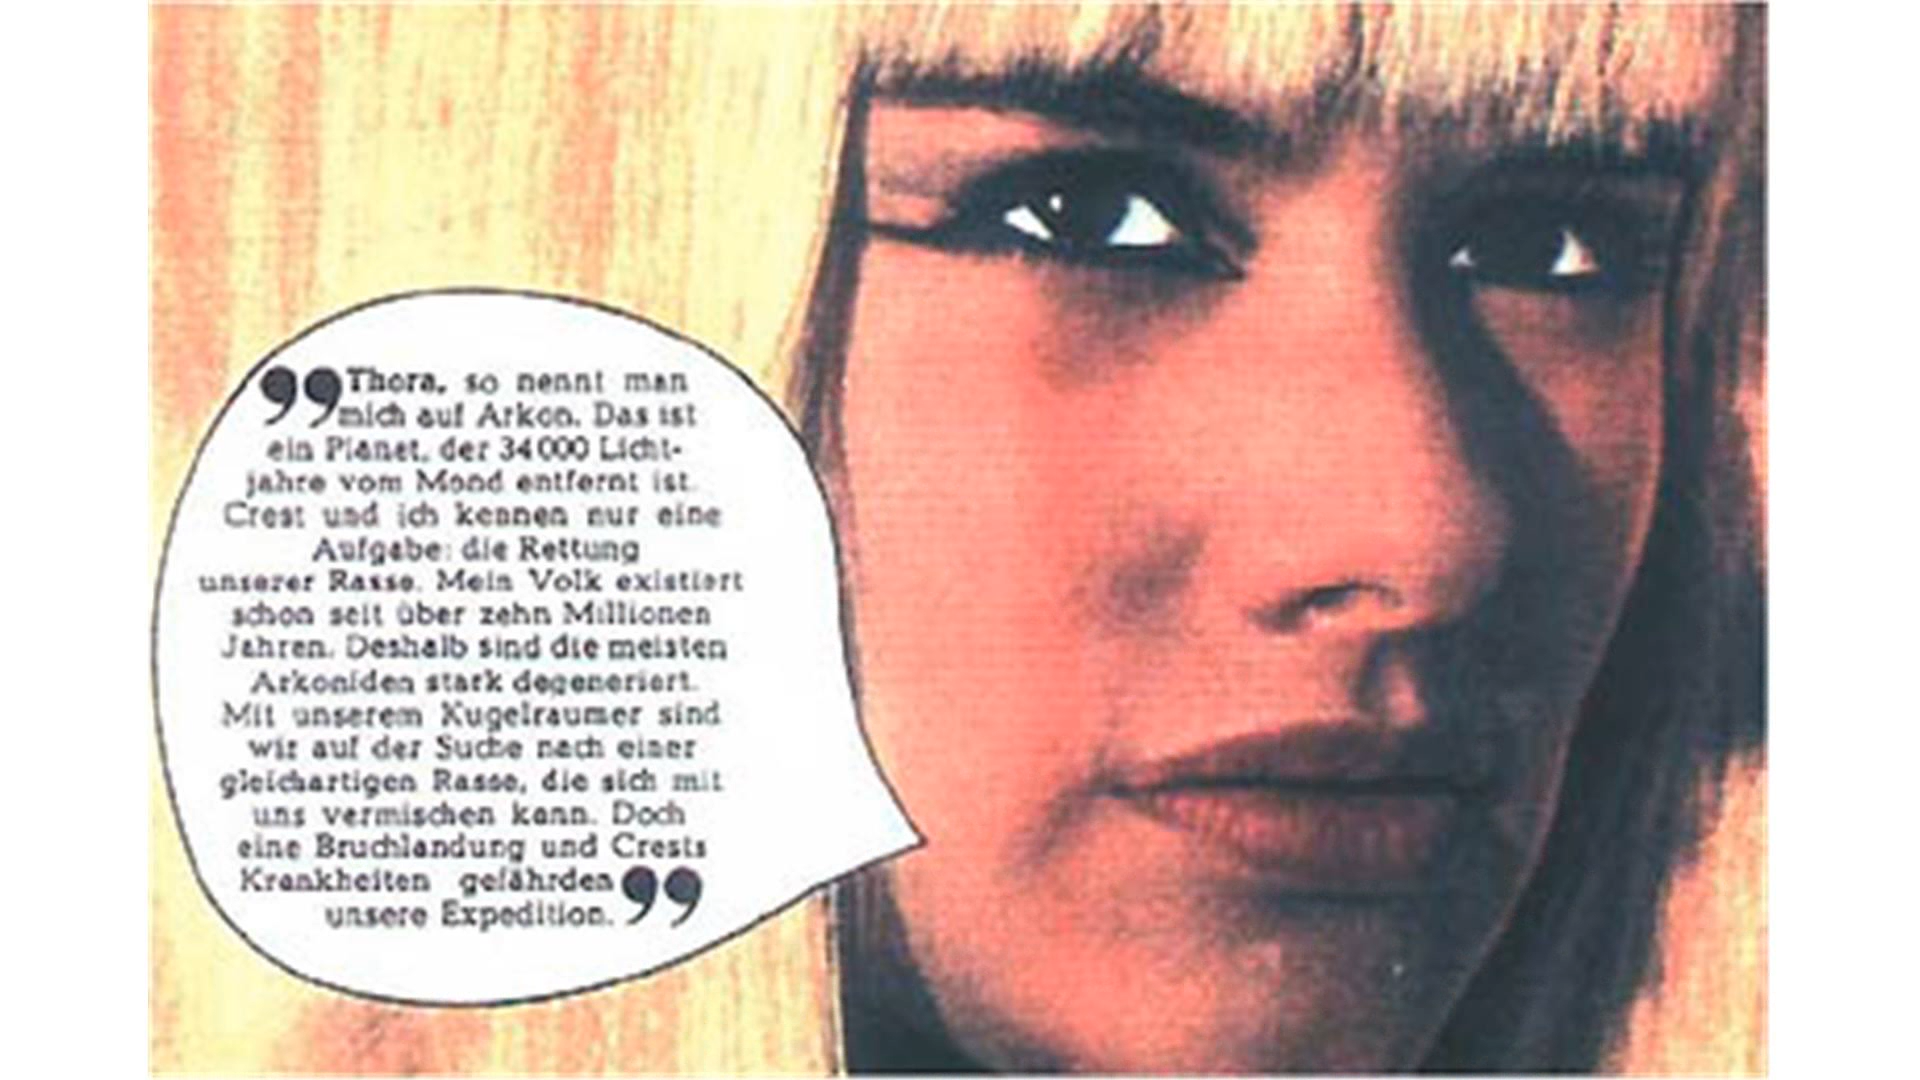 "Thora, so nennt man
mich auf Arkon. Das ist
ein Planet, der 34000 Licht-
jahre vom Mond entfernt ist.
Crest und ich kennen nur eine
Aufgabe: die Rettung
unserer Rasse. Mein Volk existiert
schon seit über zehn Millionen
Jahren. Deshalb sind die meisten
Arkoniden stark degeneriert.
Mit unserem Kugelraumer sind
wir auf der Suche nach einer
gleichartigen Rasse, die sich mit
uns vermischen kann. Doch
eine Bruchlandung und Crests
Krankheiten gefährden
unsere Expedition."